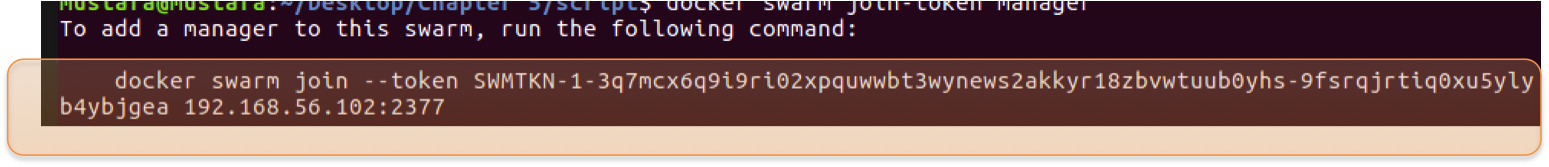 mustafa@mustafa:~/Desktop/Chapter 5/script$ docker swarm join-token manager
To add a manager to this swarm, run the following command:
docker swarm join --token SWMTKN-1-3q7mcx6q9i9ri02xpquwwbt3wynews2akkyr18zbvwtuub0yhs-9fsrqjrtiq0xu5yly
b4ybjgea 192.168.56.102:2377